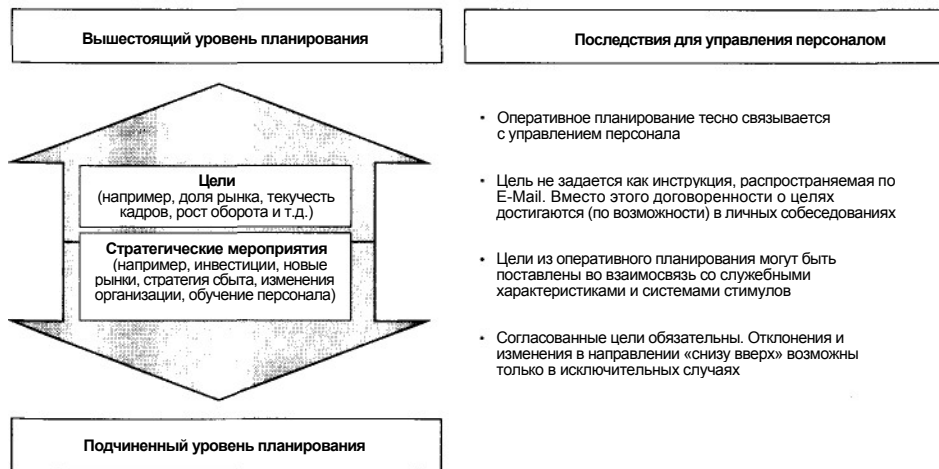 Вышестоящий уровень планирования
Цели
(например, доля рынка, текучесть
кадров, рост оборота и т.д.)
Стратегические мероприятия
(например, инвестиции, новые
рынки, стратегия сбыта, изменения
организации, обучение персонала)
Подчиненный уровень планирования
Последствия для управления персоналом
• Оперативное планирование тесно связывается
с управлением персонала
• Цель не задается как инструкция, распространяемая по
E-Mail. Вместо этого договоренности о целях
достигаются (по возможности) в личных собеседованиях
• Цели из оперативного планирования могут быть
поставлены во взаимосвязь со служебными
характеристиками и системами стимулов
• Согласованные цели обязательны. Отклонения и
изменения в направлении «снизу вверх» возможны
только в исключительных случаях